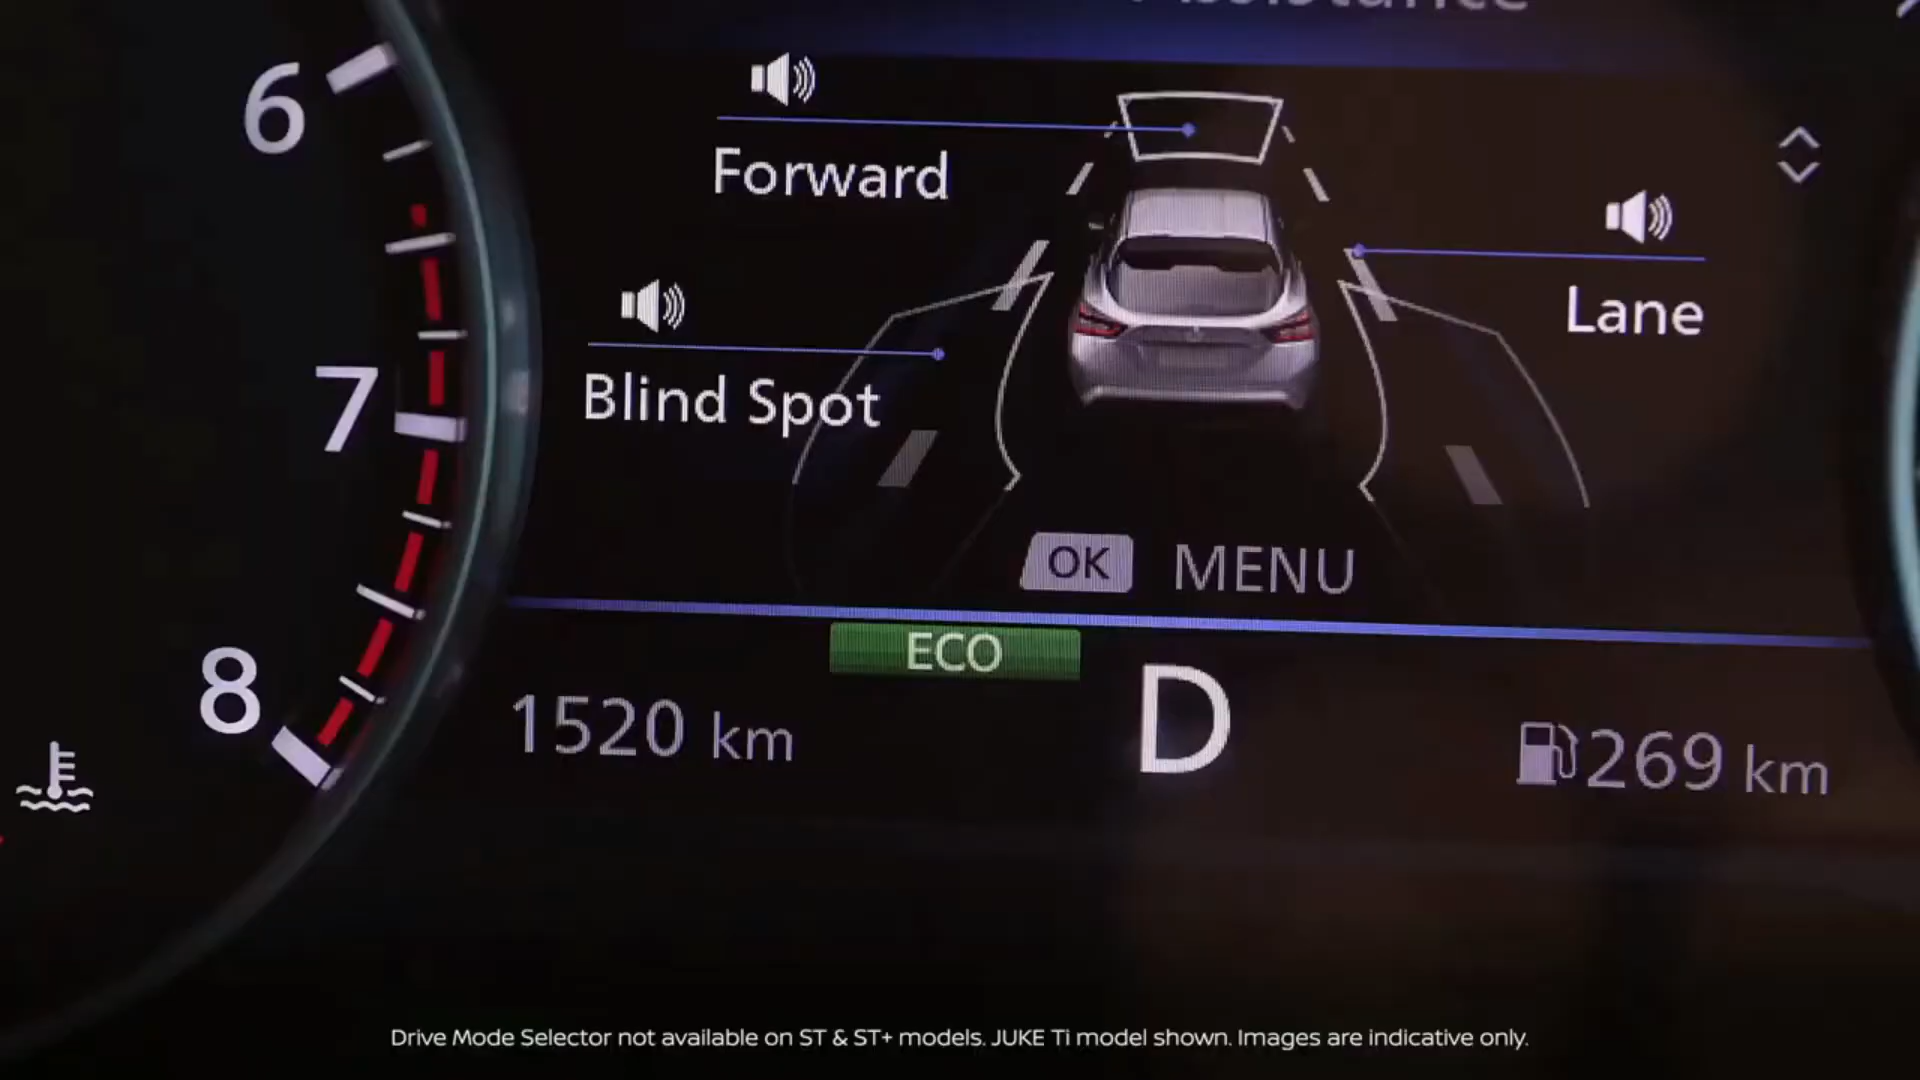 Assistance
6
Forward
Lane
Blind Spot
7
OK MENU
ECO
8
1520 km
D
269 km
Drive Mode Selector not available on ST & ST+ models. JUKE Ti model shown. Images are indicative only.